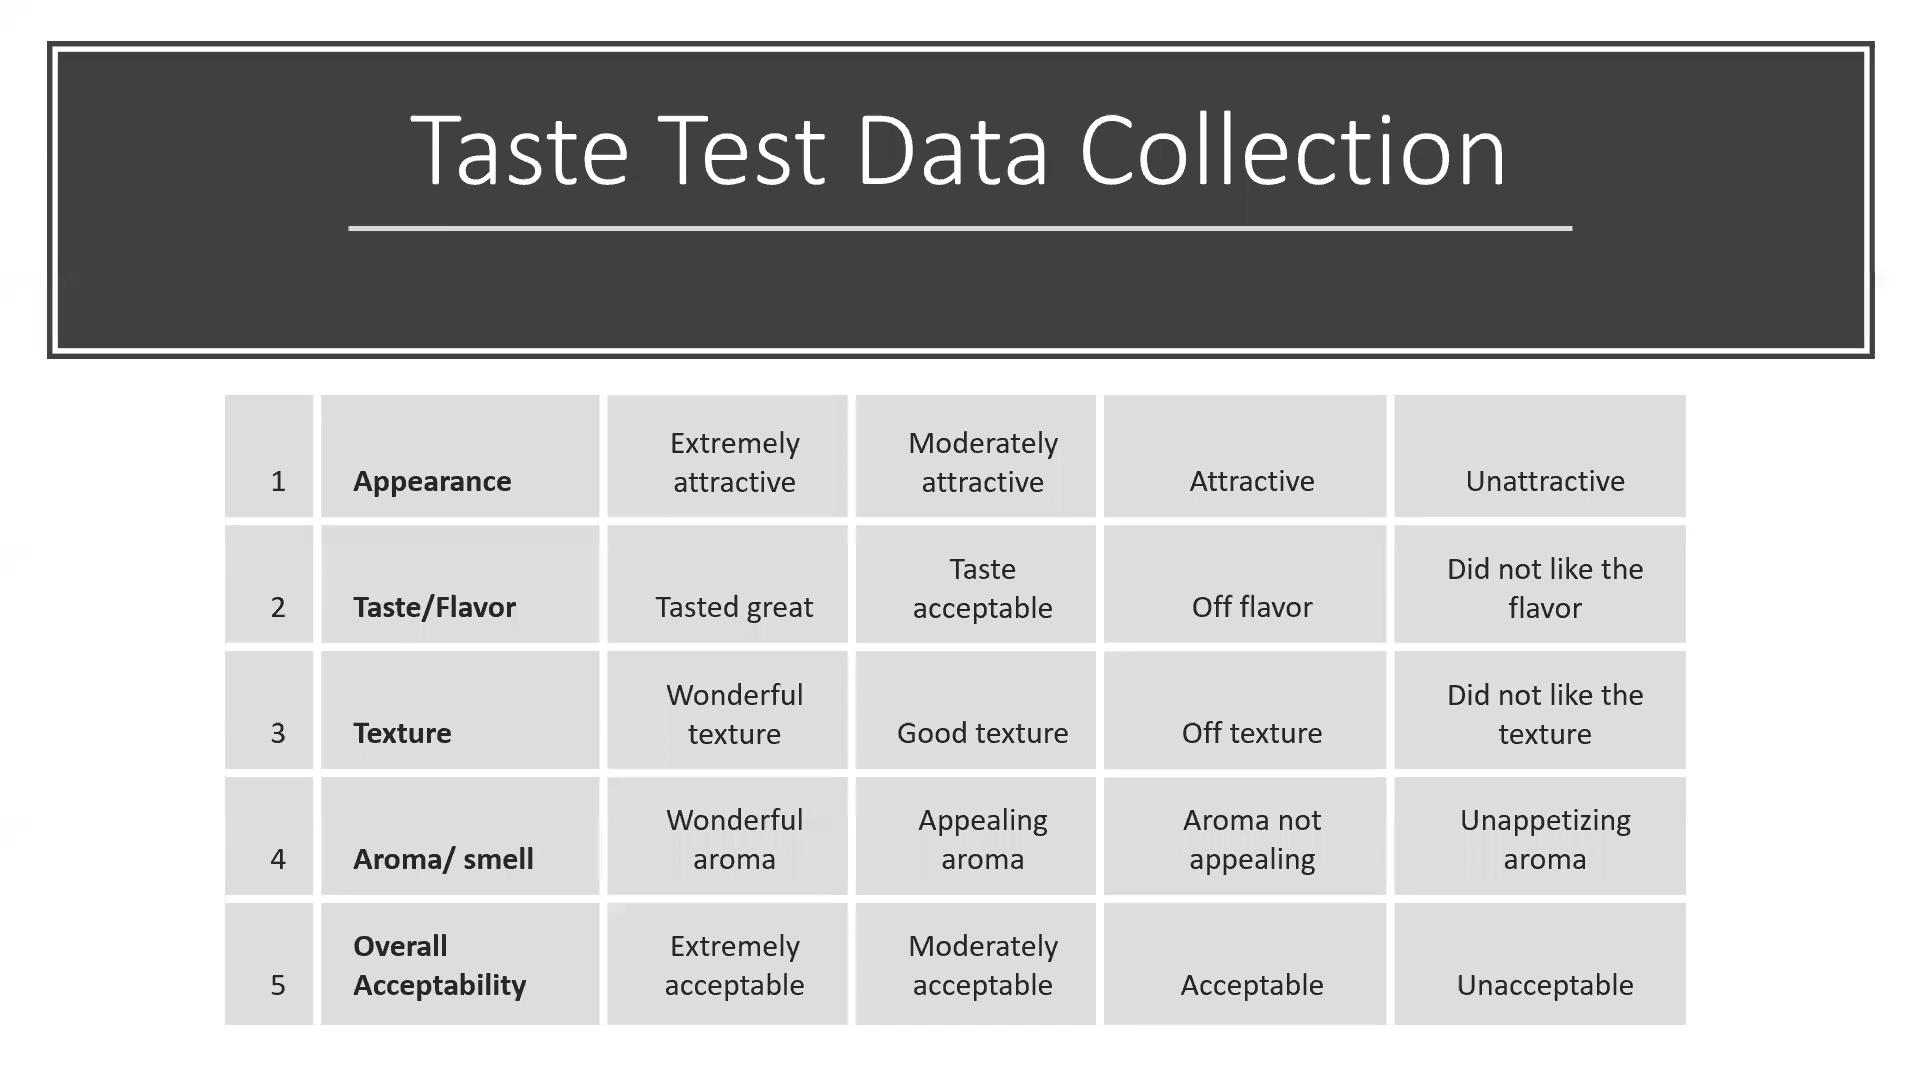 Taste Test Data Collection
1 Appearance Extremely attractive Moderately attractive Attractive Unattractive
2 Taste/Flavor Tasted great Taste acceptable Off flavor Did not like the flavor
3 Texture Wonderful texture Good texture Off texture Did not like the texture
4 Aroma/ smell Wonderful aroma Appealing aroma Aroma not appealing Unappetizing aroma
5 Overall Acceptability Extremely acceptable Moderately acceptable Acceptable Unacceptable